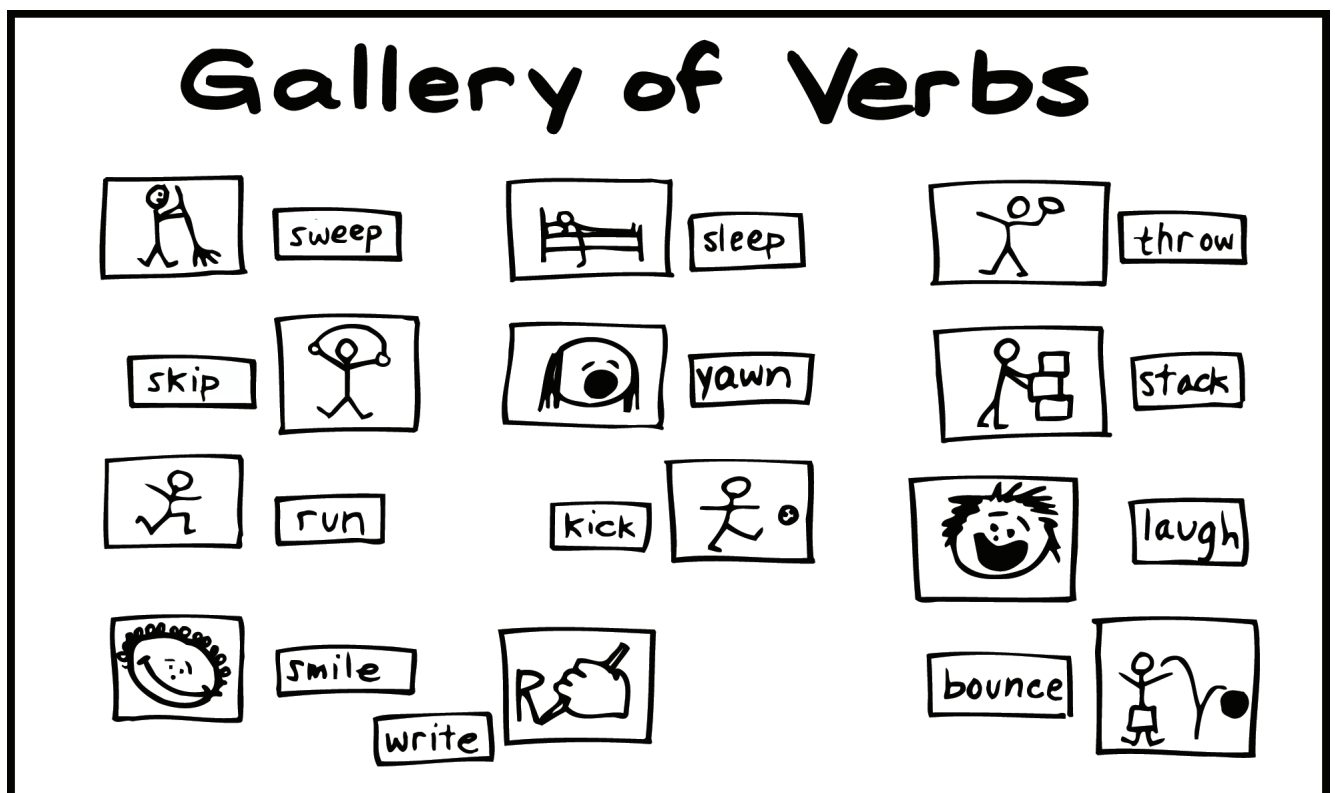 Gallery of Verbs
sweep
sleep
throw
skip
yawn
stack
run
kick
laugh
smile
write
R
bounce